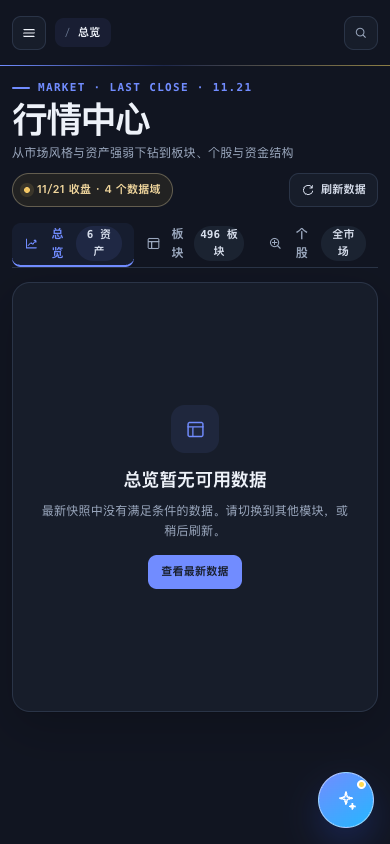 / 总览
MARKET · LAST CLOSE · 11.21
行情中心
从市场风格与资产强弱下钻到板块、个股与资金结构
11/21 收盘 · 4 个数据域
刷新数据
总览
6 资产
板块
496 板块
个股
全市场
总览暂无可用数据
最新快照中没有满足条件的数据。请切换到其他模块，或
稍后刷新。
查看最新数据